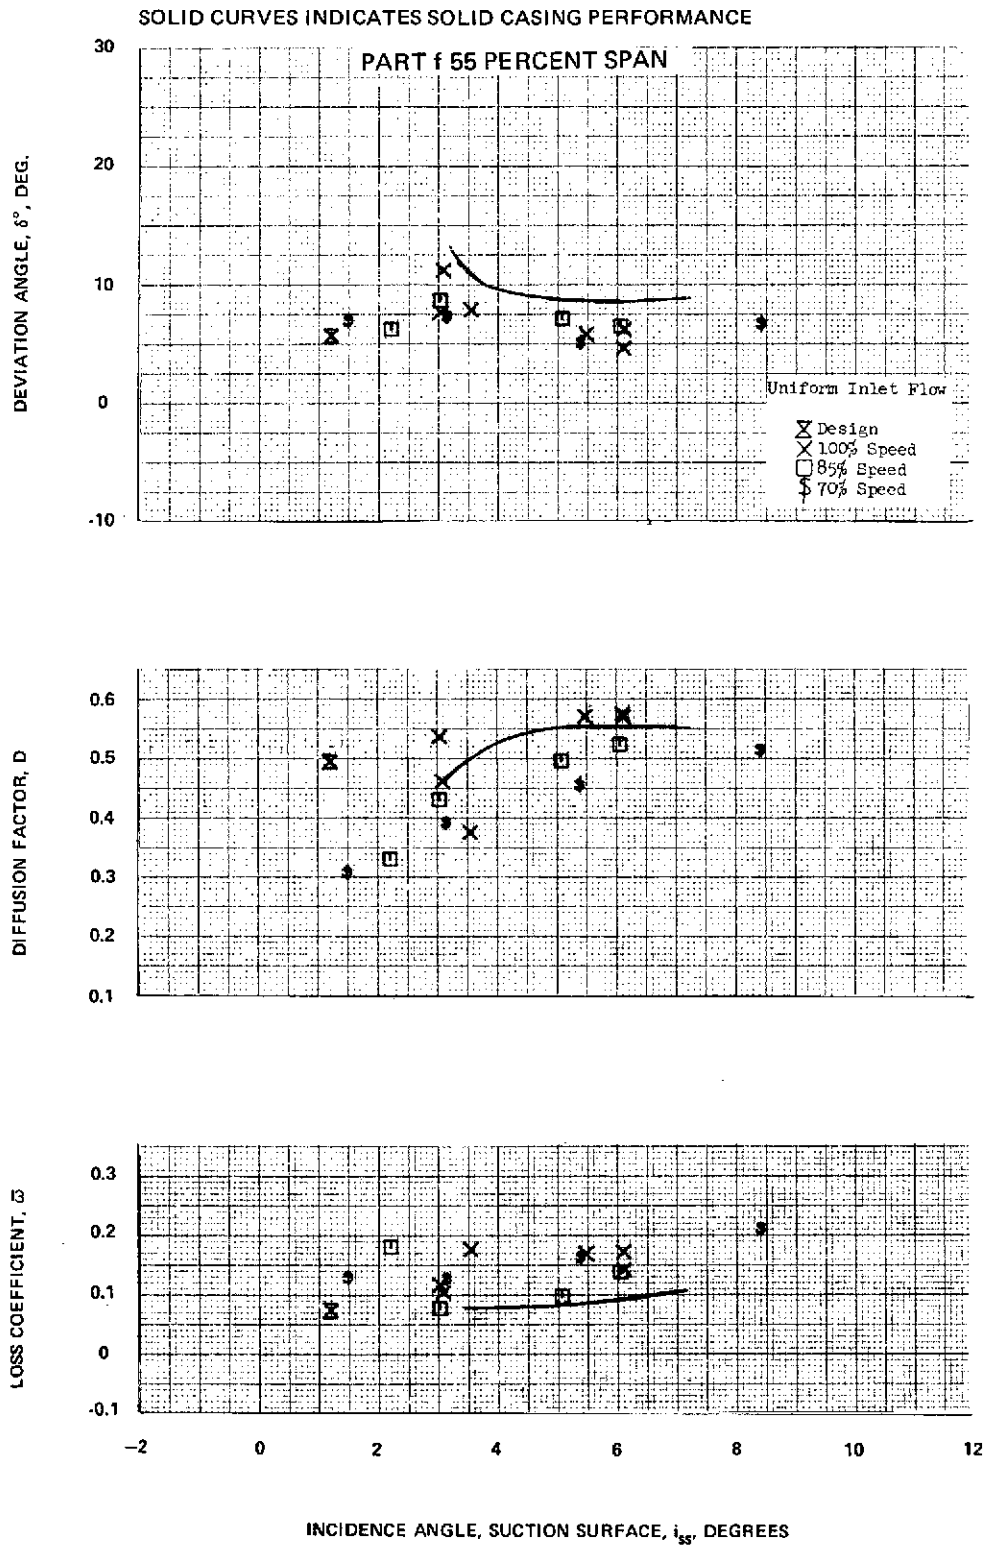 SOLID CURVES INDICATES SOLID CASING PERFORMANCE
PART f 55 PERCENT SPAN
DEVIATION ANGLE, δ°, DEG.
30
20
10
0
-10
Uniform Inlet Flow
Design
100% Speed
85% Speed
70% Speed
DIFFUSION FACTOR, D
0.6
0.5
0.4
0.3
0.2
0.1
LOSS COEFFICIENT, ω̄
0.3
0.2
0.1
0
-0.1
−2 0 2 4 6 8 10 12
INCIDENCE ANGLE, SUCTION SURFACE, iss, DEGREES